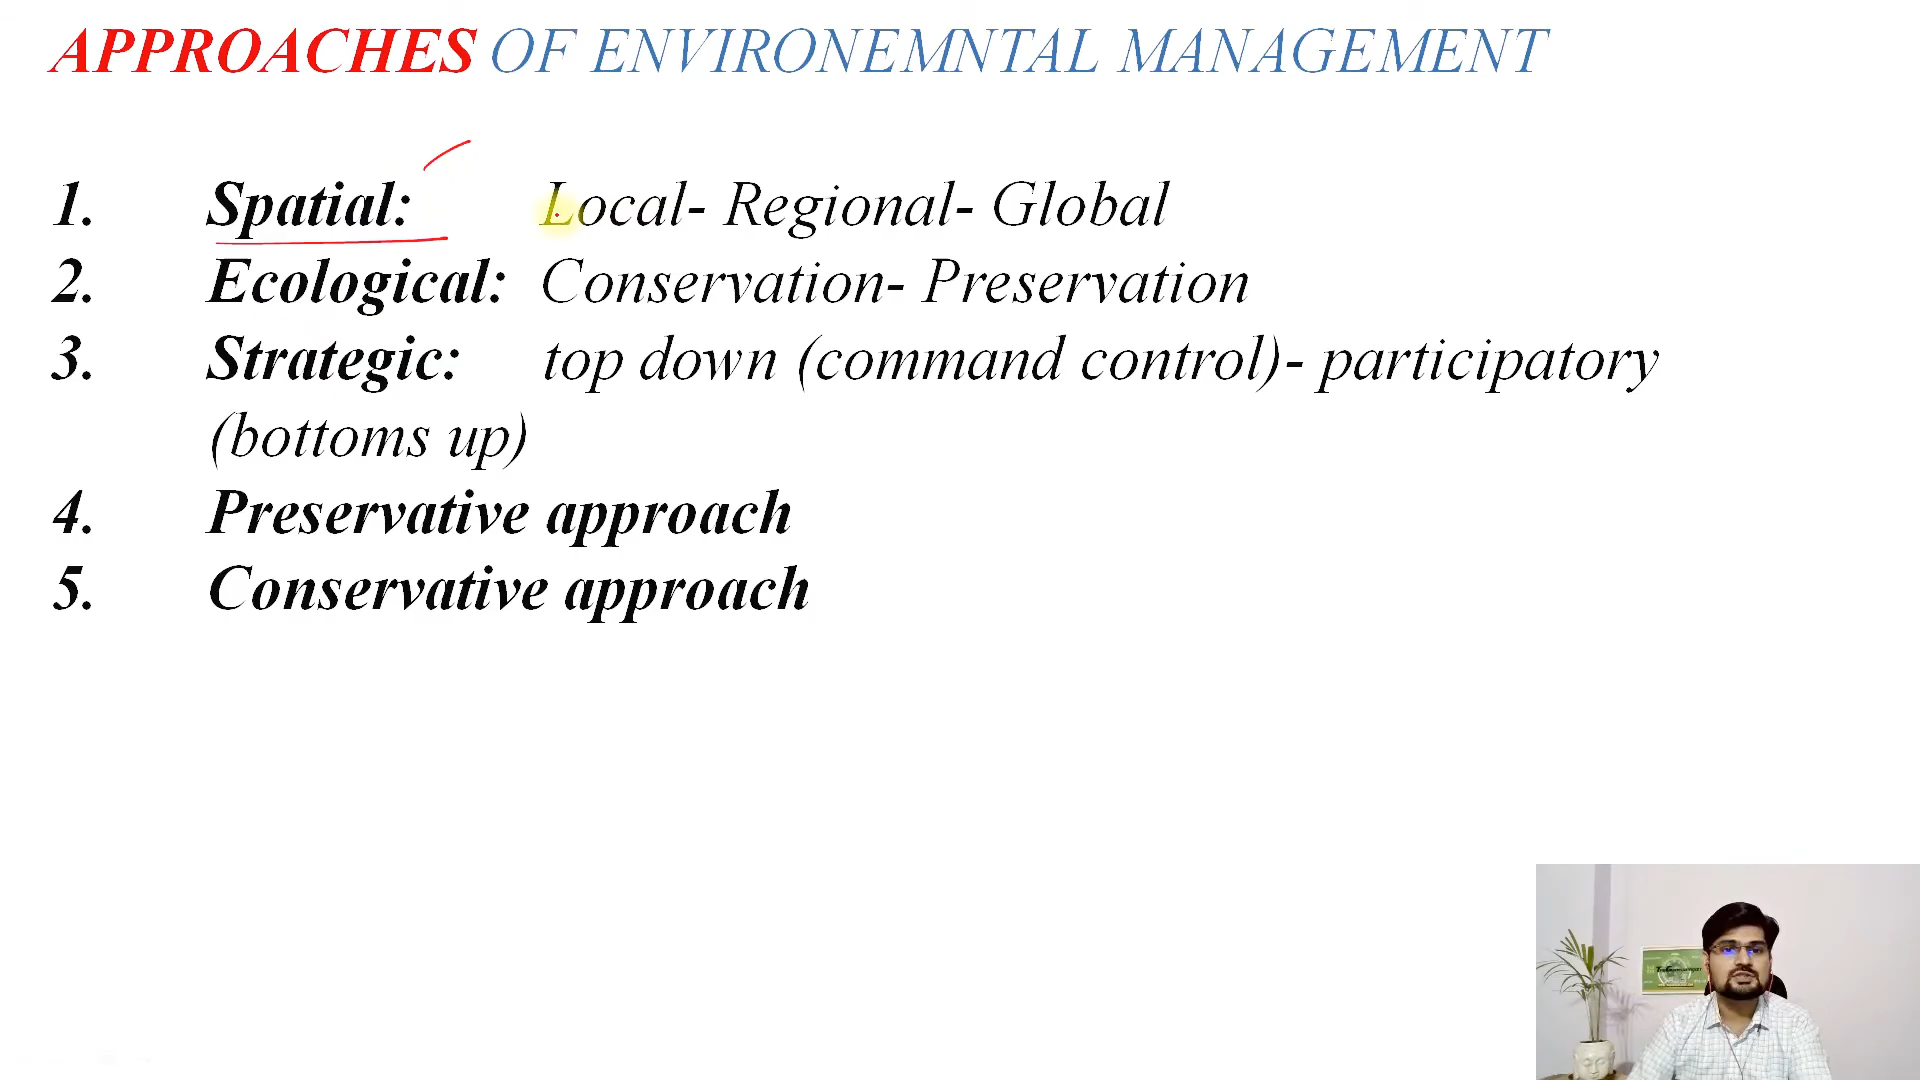 APPROACHES OF ENVIRONEMNTAL MANAGEMENT
1. Spatial: Local- Regional- Global
2. Ecological: Conservation- Preservation
3. Strategic: top down (command control)- participatory
(bottoms up)
4. Preservative approach
5. Conservative approach